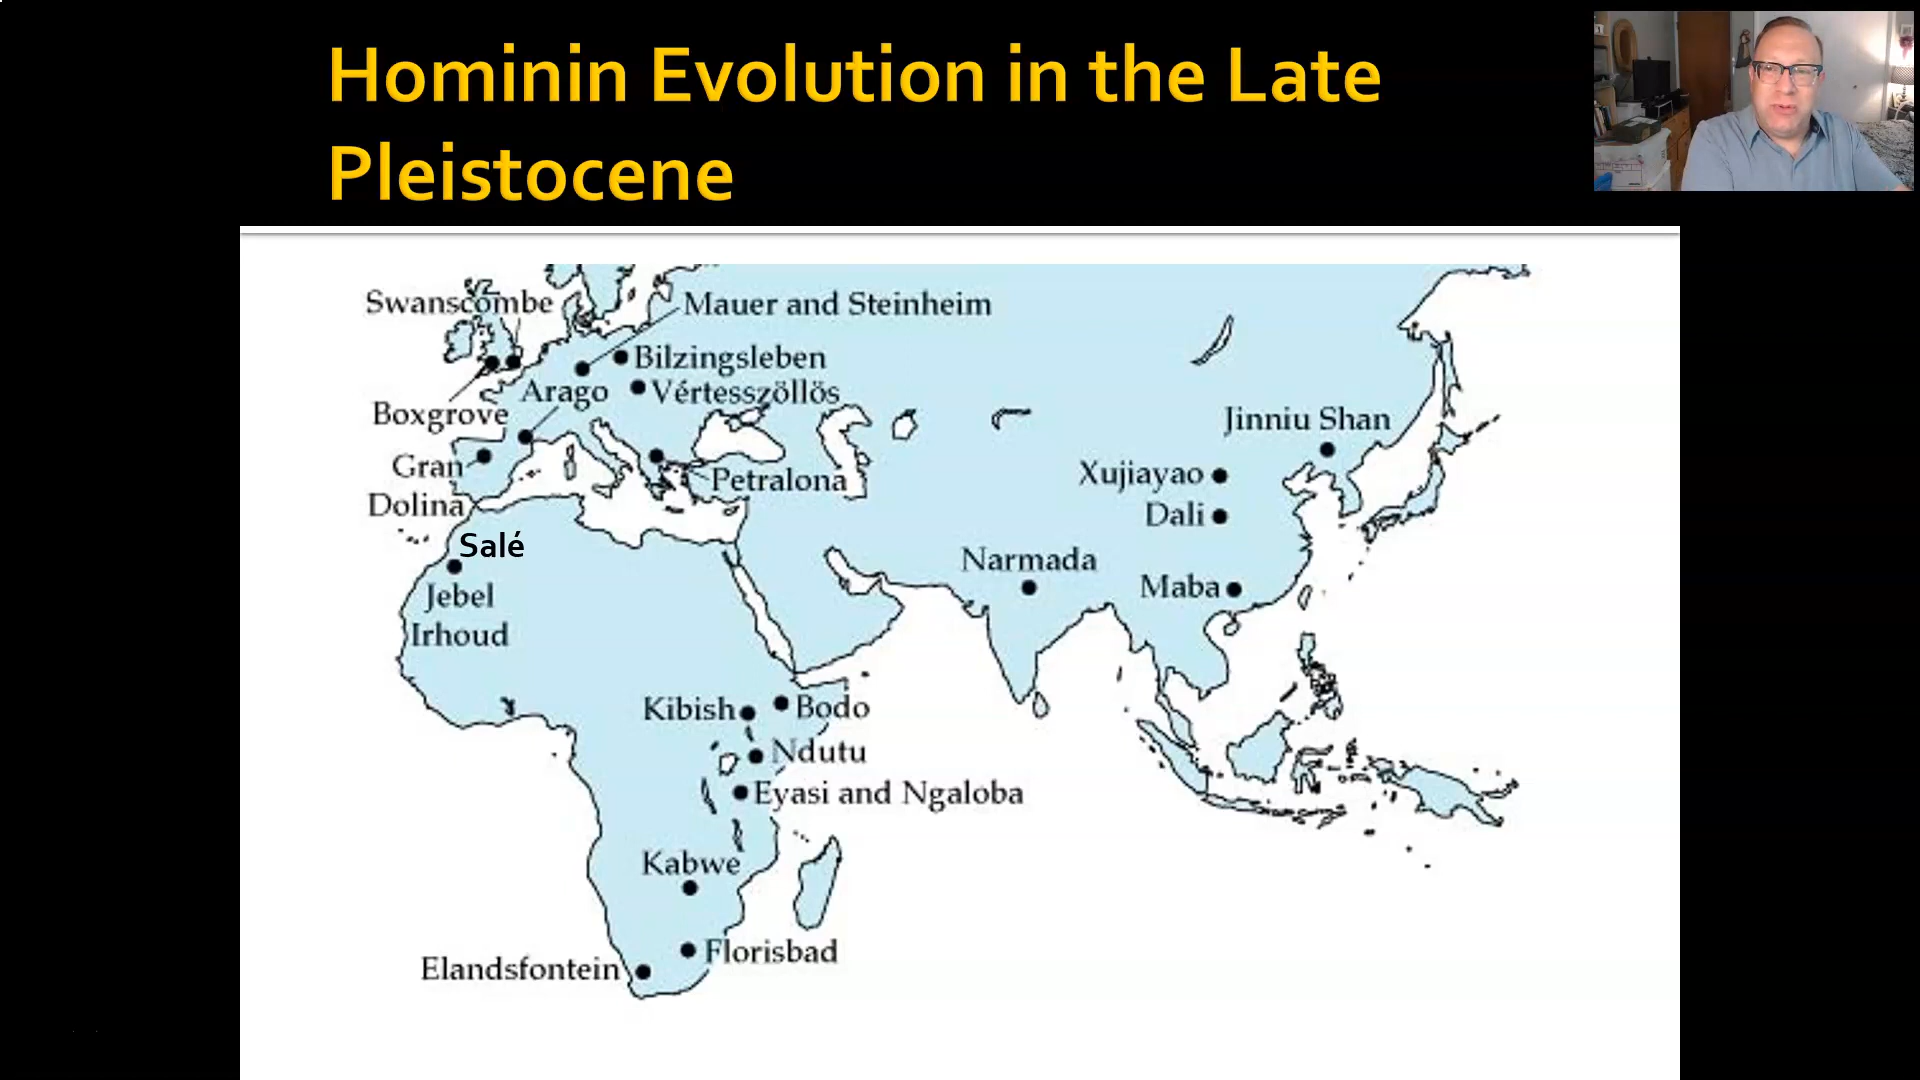 Hominin Evolution in the Late
Pleistocene
Swanscombe
Mauer and Steinheim
Bilzingsleben
Arago
Vértesszöllös
Boxgrove
Jinniu Shan
Gran
Dolina
Petralona
Xujiayao
Dali
Salé
Narmada
Maba
Jebel
Irhoud
Kibish
Bodo
Ndutu
Eyasi and Ngaloba
Kabwe
Florisbad
Elandsfontein